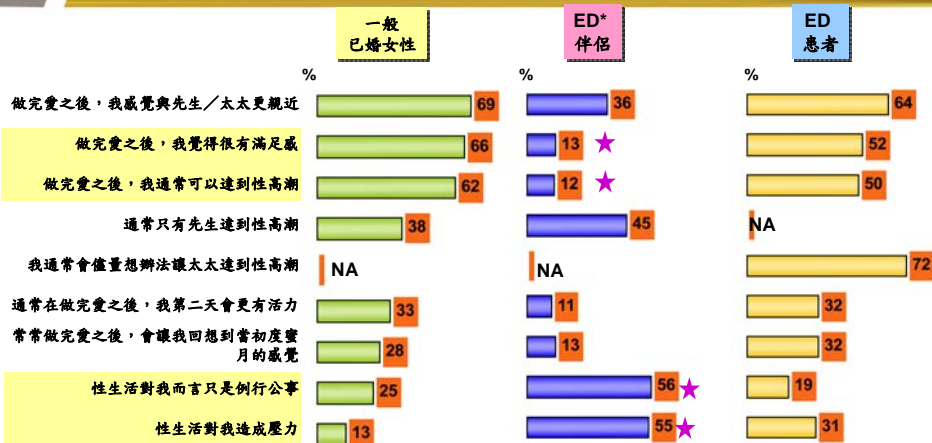 一般
已婚女性
ED*
伴侶
ED
患者
% % %
做完愛之後，我感覺與先生／太太更親近 69 36 64
做完愛之後，我覺得很有滿足感 66 13 52
做完愛之後，我通常可以達到性高潮 62 12 50
通常只有先生達到性高潮 38 45 NA
我通常會儘量想辦法讓太太達到性高潮 NA NA 72
通常在做完愛之後，我第二天會更有活力 33 11 32
常常做完愛之後，會讓我回想到當初度蜜
月的感覺 28 13 32
性生活對我而言只是例行公事 25 56 19
性生活對我造成壓力 13 55 31